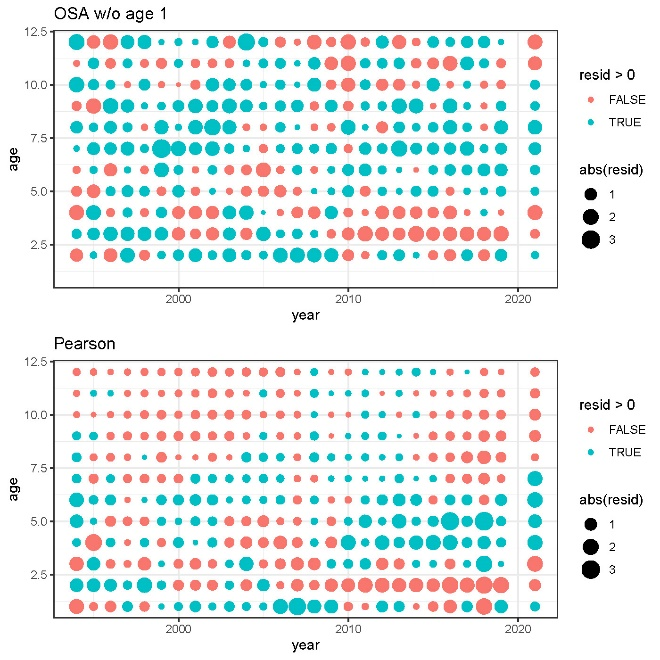 OSA w/o age 1
12.5
10.0
7.5
5.0
2.5
age
2000
2010
2020
year
resid > 0
FALSE
TRUE
abs(resid)
1
2
3
Pearson
12.5
10.0
7.5
5.0
2.5
age
2000
2010
2020
year
resid > 0
FALSE
TRUE
abs(resid)
1
2
3